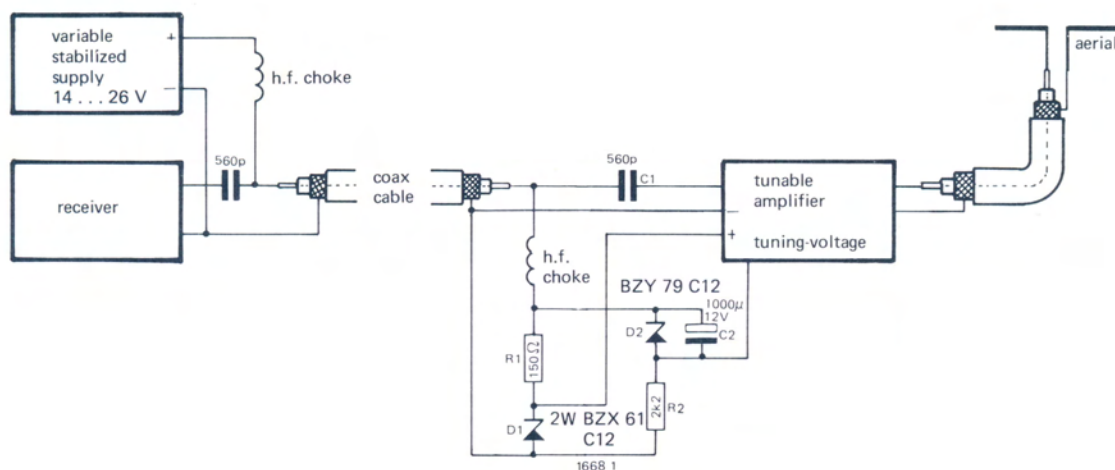 variable
stabilized
supply
14 ... 26 V
+
−
h.f. choke
receiver
560p
coax
cable
560p
C1
tunable
amplifier
−
+
tuning-voltage
aerial
h.f.
choke
BZY 79 C12
1000µ
12V
C2
D2
R1
150Ω
D1
2W BZX 61
C12
2k2
R2
1668 1